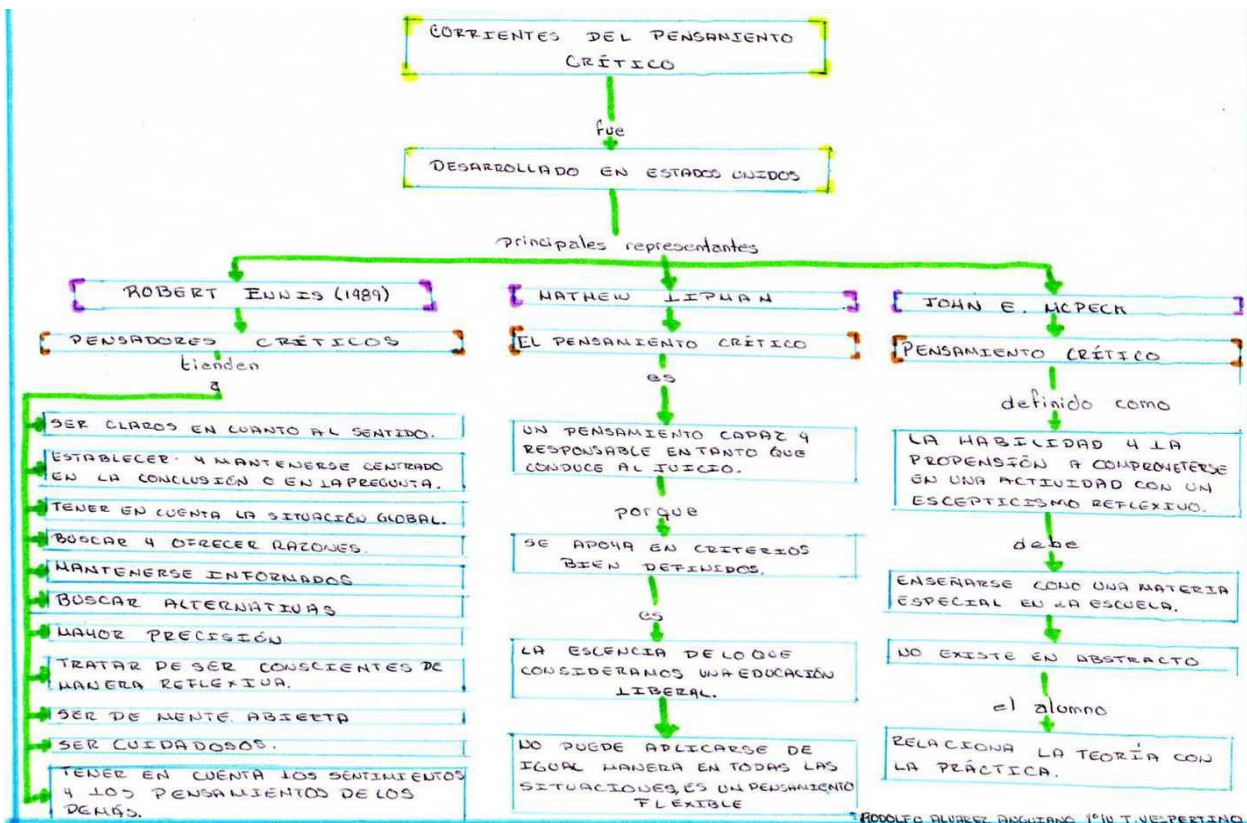 CORRIENTES DEL PENSAMIENTO
CRÍTICO
fue
DESARROLLADO EN ESTADOS UNIDOS
principales representantes
ROBERT ENNIS (1989)
PENSADORES CRÍTICOS
tienden
a
SER CLAROS EN CUANTO AL SENTIDO.
ESTABLECER Y MANTENERSE CENTRADO
EN LA CONCLUSIÓN O EN LA PREGUNTA.
TENER EN CUENTA LA SITUACIÓN GLOBAL.
BUSCAR Y OFRECER RAZONES.
MANTENERSE INFORMADOS
BUSCAR ALTERNATIVAS
MAYOR PRECISIÓN
TRATAR DE SER CONSCIENTES DE
MANERA REFLEXIVA.
SER DE MENTE ABIERTA
SER CUIDADOSOS.
TENER EN CUENTA LOS SENTIMIENTOS
Y LOS PENSAMIENTOS DE LOS
DEMÁS.
MATHEW LIPMAN
EL PENSAMIENTO CRÍTICO
es
UN PENSAMIENTO CAPAZ Y
RESPONSABLE EN TANTO QUE
CONDUCE AL JUICIO.
porque
SE APOYA EN CRITERIOS
BIEN DEFINIDOS.
es
LA ESCENCIA DE LO QUE
CONSIDERAMOS UNA EDUCACIÓN
LIBERAL.
NO PUEDE APLICARSE DE
IGUAL MANERA EN TODAS LAS
SITUACIONES, ES UN PENSAMIENTO
FLEXIBLE
JOHN E. MCPECK
PENSAMIENTO CRÍTICO
definido como
LA HABILIDAD Y LA
PROPENSIÓN A COMPROMETERSE
EN UNA ACTIVIDAD CON UN
ESCEPTICISMO REFLEXIVO.
debe
ENSEÑARSE COMO UNA MATERIA
ESPECIAL EN LA ESCUELA.
NO EXISTE EN ABSTRACTO
el alumno
RELACIONA LA TEORÍA CON
LA PRÁCTICA.
RODOLFO ALVAREZ ANGUIANO T. VESPERTINO